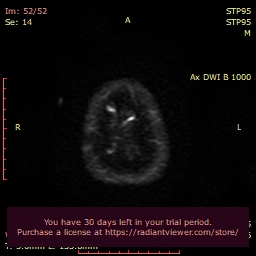 Im: 52/52
Se: 14
STP95
STP95
M
A
Ax DWI B 1000
R
L
You have 30 days left in your trial period.
Purchase a license at https://radiantviewer.com/store/